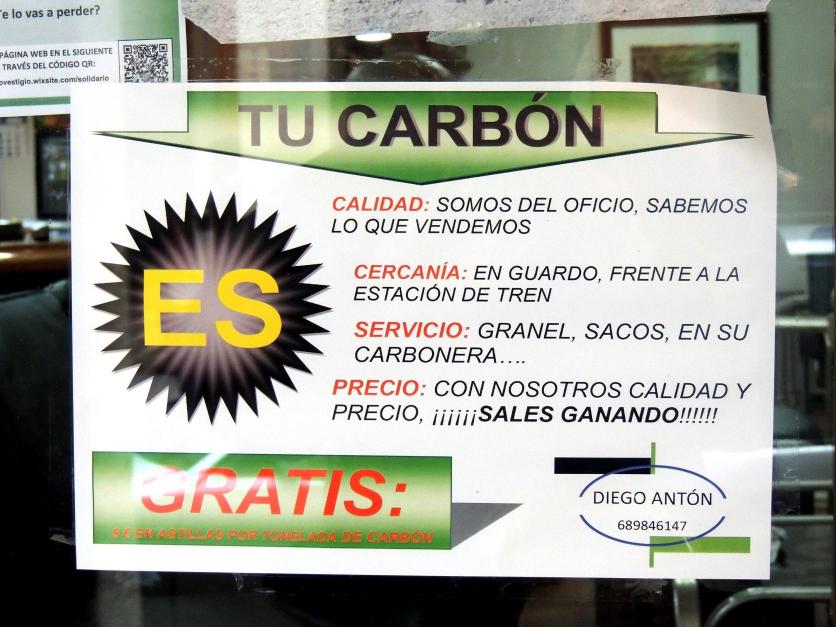 Te lo vas a perder?
PÁGINA WEB EN EL SIGUIENTE
TRAVÉS DEL CÓDIGO QR:
ovestigio.wixsite.com/solidario
TU CARBÓN
ES
CALIDAD: SOMOS DEL OFICIO, SABEMOS
LO QUE VENDEMOS
CERCANÍA: EN GUARDO, FRENTE A LA
ESTACIÓN DE TREN
SERVICIO: GRANEL, SACOS, EN SU
CARBONERA….
PRECIO: CON NOSOTROS CALIDAD Y
PRECIO, ¡¡¡¡¡¡SALES GANANDO!!!!!!
GRATIS:
€ EN ASTILLAS POR TONELADA DE CARBÓN
DIEGO ANTÓN
689846147